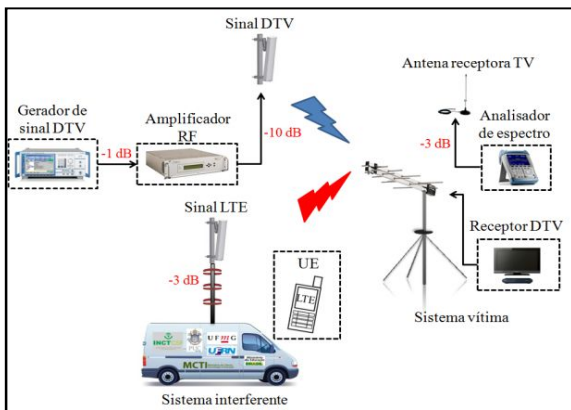 Sinal DTV
Gerador de
sinal DTV
-1 dB
Amplificador
RF
-10 dB
Antena receptora TV
-3 dB
Analisador
de espectro
Sinal LTE
-3 dB
UE
LTE
Receptor DTV
Sistema vítima
UFmG
UFRN
MCTI
BRASIL
Sistema interferente